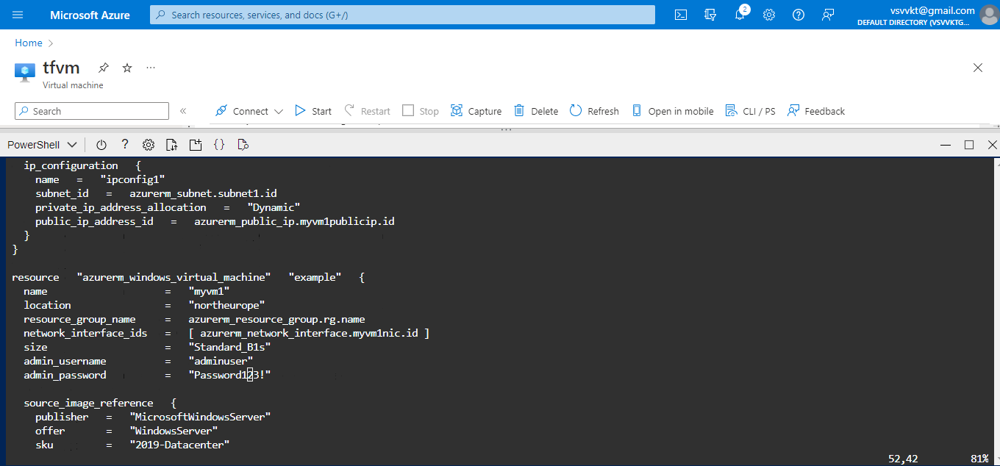 Microsoft Azure
Search resources, services, and docs (G+/)
2
vsvvkt@gmail.com
DEFAULT DIRECTORY (VSVVKTG...
Home
tfvm
Virtual machine
Search
Connect
Start
Restart
Stop
Capture
Delete
Refresh
Open in mobile
CLI / PS
Feedback
PowerShell
ip_configuration {
name = "ipconfig1"
subnet_id = azurerm_subnet.subnet1.id
private_ip_address_allocation = "Dynamic"
public_ip_address_id = azurerm_public_ip.myvm1publicip.id
}
}
resource "azurerm_windows_virtual_machine" "example" {
name = "myvm1"
location = "northeurope"
resource_group_name = azurerm_resource_group.rg.name
network_interface_ids = [ azurerm_network_interface.myvm1nic.id ]
size = "Standard_B1s"
admin_username = "adminuser"
admin_password = "Password123!"
source_image_reference {
publisher = "MicrosoftWindowsServer"
offer = "WindowsServer"
sku = "2019-Datacenter"
52,42 81%